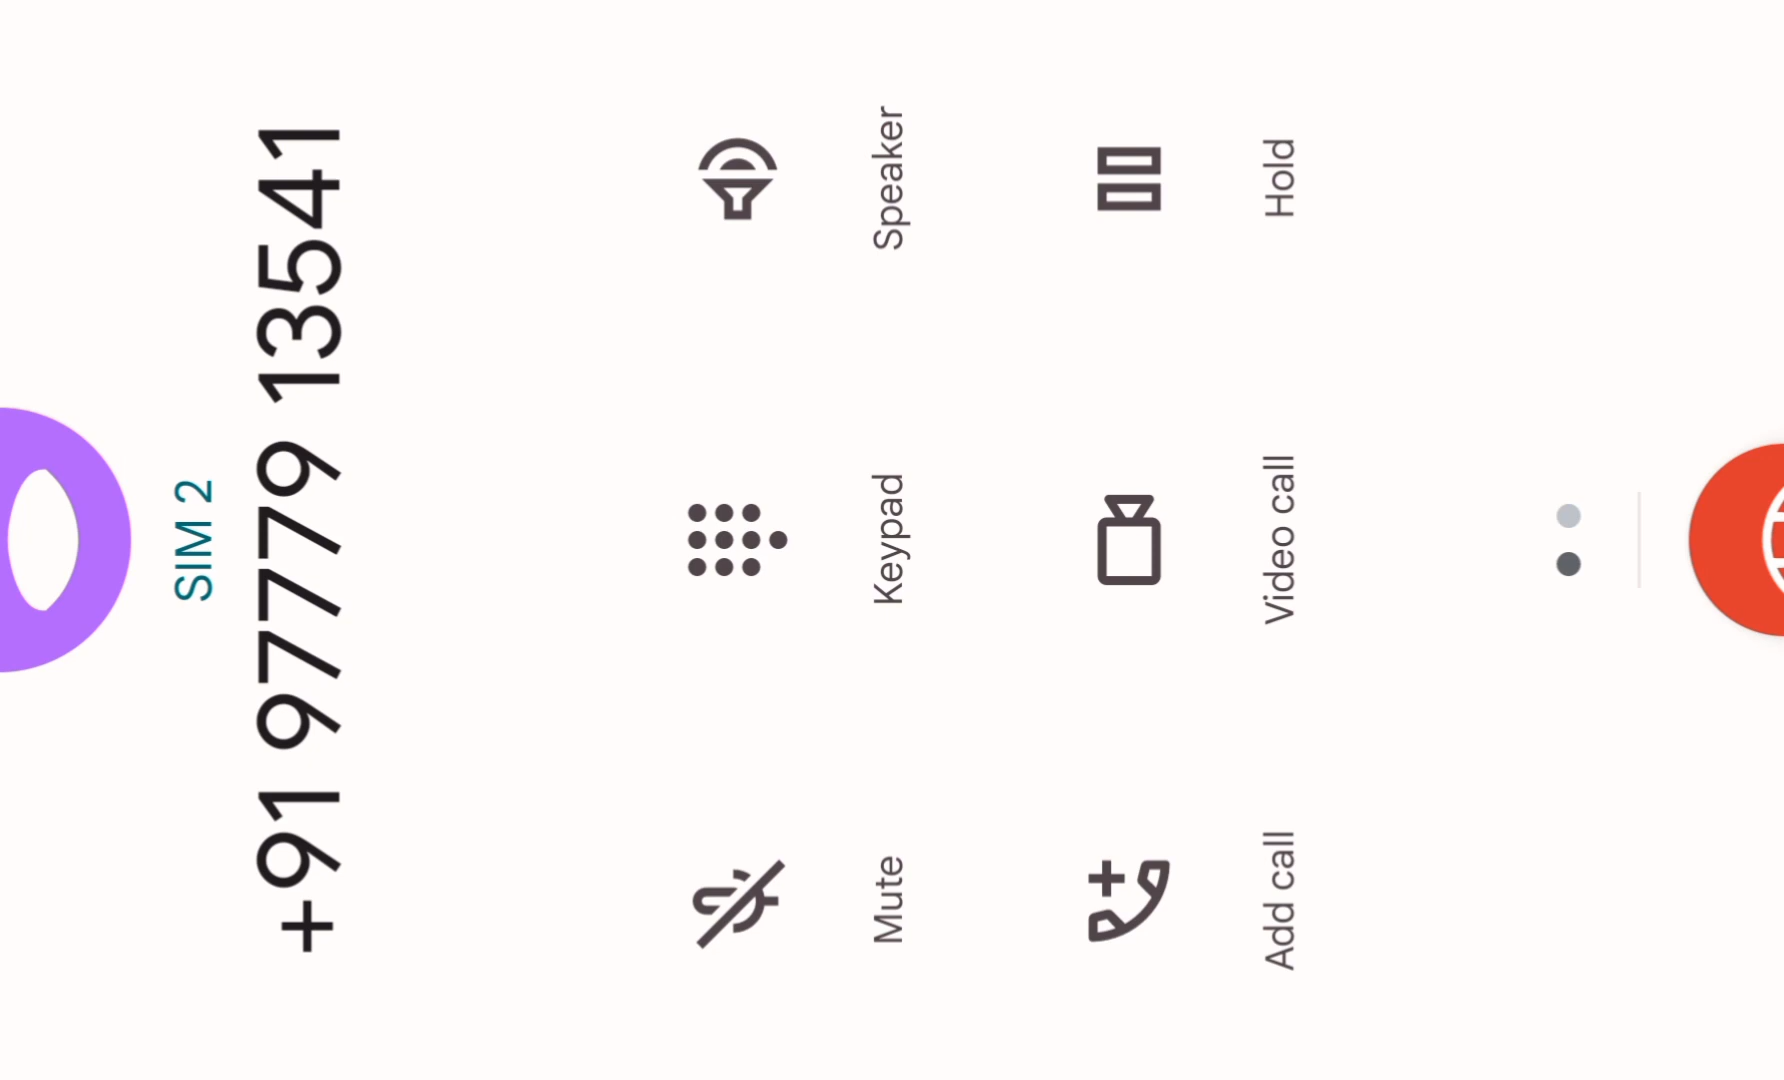 SIM 2
+91 97779 13541
Mute
Keypad
Speaker
Add call
Video call
Hold